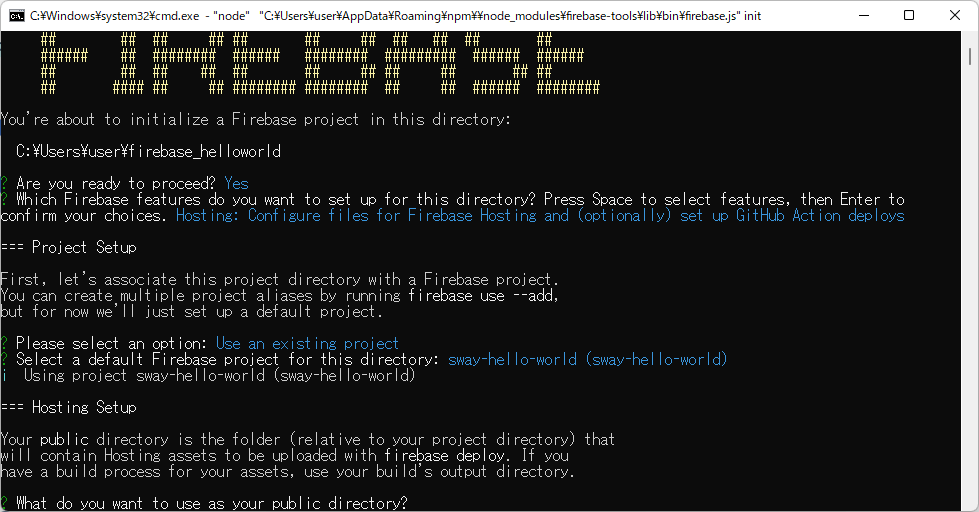 C:¥Windows¥system32¥cmd.exe - "node" "C:¥Users¥user¥AppData¥Roaming¥npm¥¥node_modules¥firebase-tools¥lib¥bin¥firebase.js" init
You're about to initialize a Firebase project in this directory:
C:¥Users¥user¥firebase_helloworld
? Are you ready to proceed? Yes
? Which Firebase features do you want to set up for this directory? Press Space to select features, then Enter to
confirm your choices. Hosting: Configure files for Firebase Hosting and (optionally) set up GitHub Action deploys
=== Project Setup
First, let's associate this project directory with a Firebase project.
You can create multiple project aliases by running firebase use --add,
but for now we'll just set up a default project.
? Please select an option: Use an existing project
? Select a default Firebase project for this directory: sway-hello-world (sway-hello-world)
i Using project sway-hello-world (sway-hello-world)
=== Hosting Setup
Your public directory is the folder (relative to your project directory) that
will contain Hosting assets to be uploaded with firebase deploy. If you
have a build process for your assets, use your build's output directory.
? What do you want to use as your public directory?